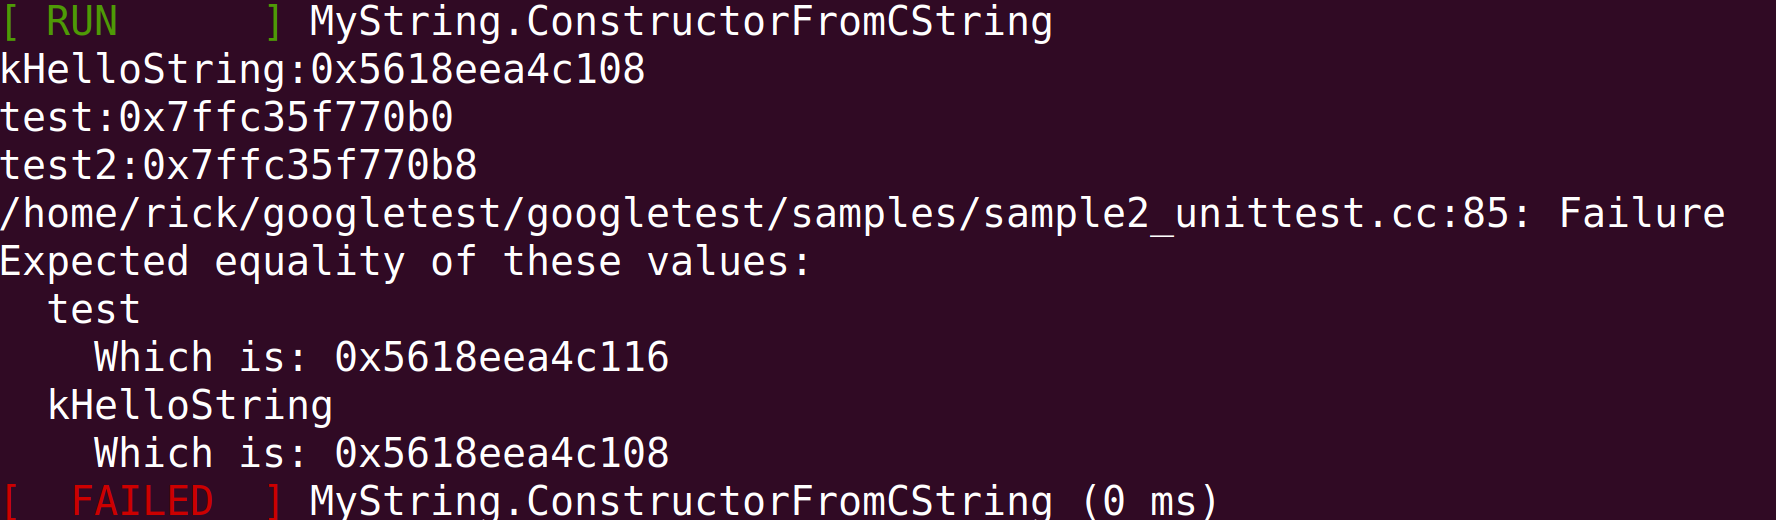 [ RUN      ] MyString.ConstructorFromCString
kHelloString:0x5618eea4c108
test:0x7ffc35f770b0
test2:0x7ffc35f770b8
/home/rick/googletest/googletest/samples/sample2_unittest.cc:85: Failure
Expected equality of these values:
  test
    Which is: 0x5618eea4c116
  kHelloString
    Which is: 0x5618eea4c108
[  FAILED  ] MyString.ConstructorFromCString (0 ms)